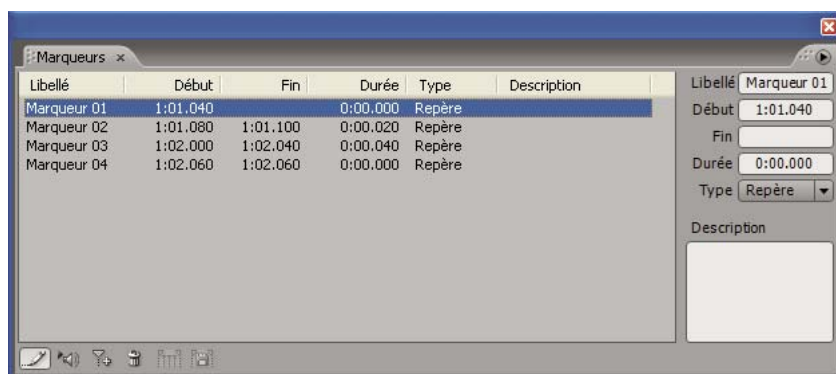 Marqueurs ×
Libellé Début Fin Durée Type Description
Marqueur 01 1:01.040 0:00.000 Repère
Marqueur 02 1:01.080 1:01.100 0:00.020 Repère
Marqueur 03 1:02.000 1:02.040 0:00.040 Repère
Marqueur 04 1:02.060 1:02.060 0:00.000 Repère
Libellé Marqueur 01
Début 1:01.040
Fin
Durée 0:00.000
Type Repère
Description